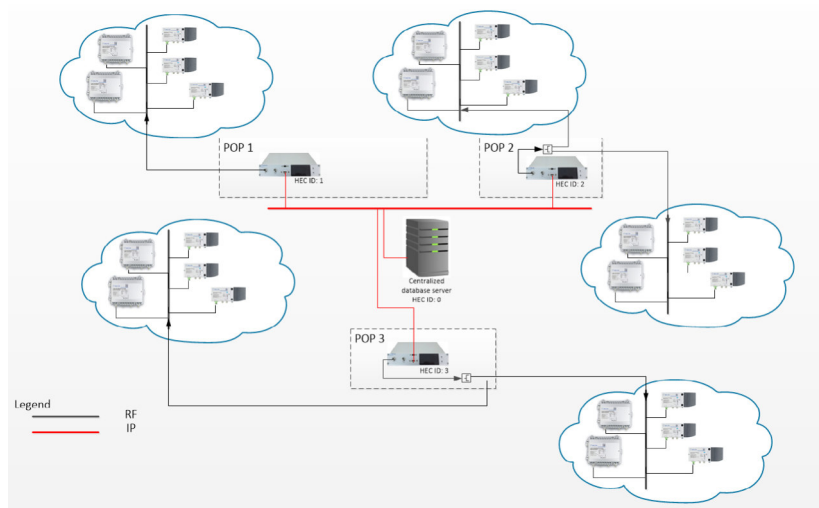 POP 1
HEC ID: 1
POP 2
HEC ID: 2
Centralized
database server
HEC ID: 0
POP 3
HEC ID: 3
Legend
RF
IP